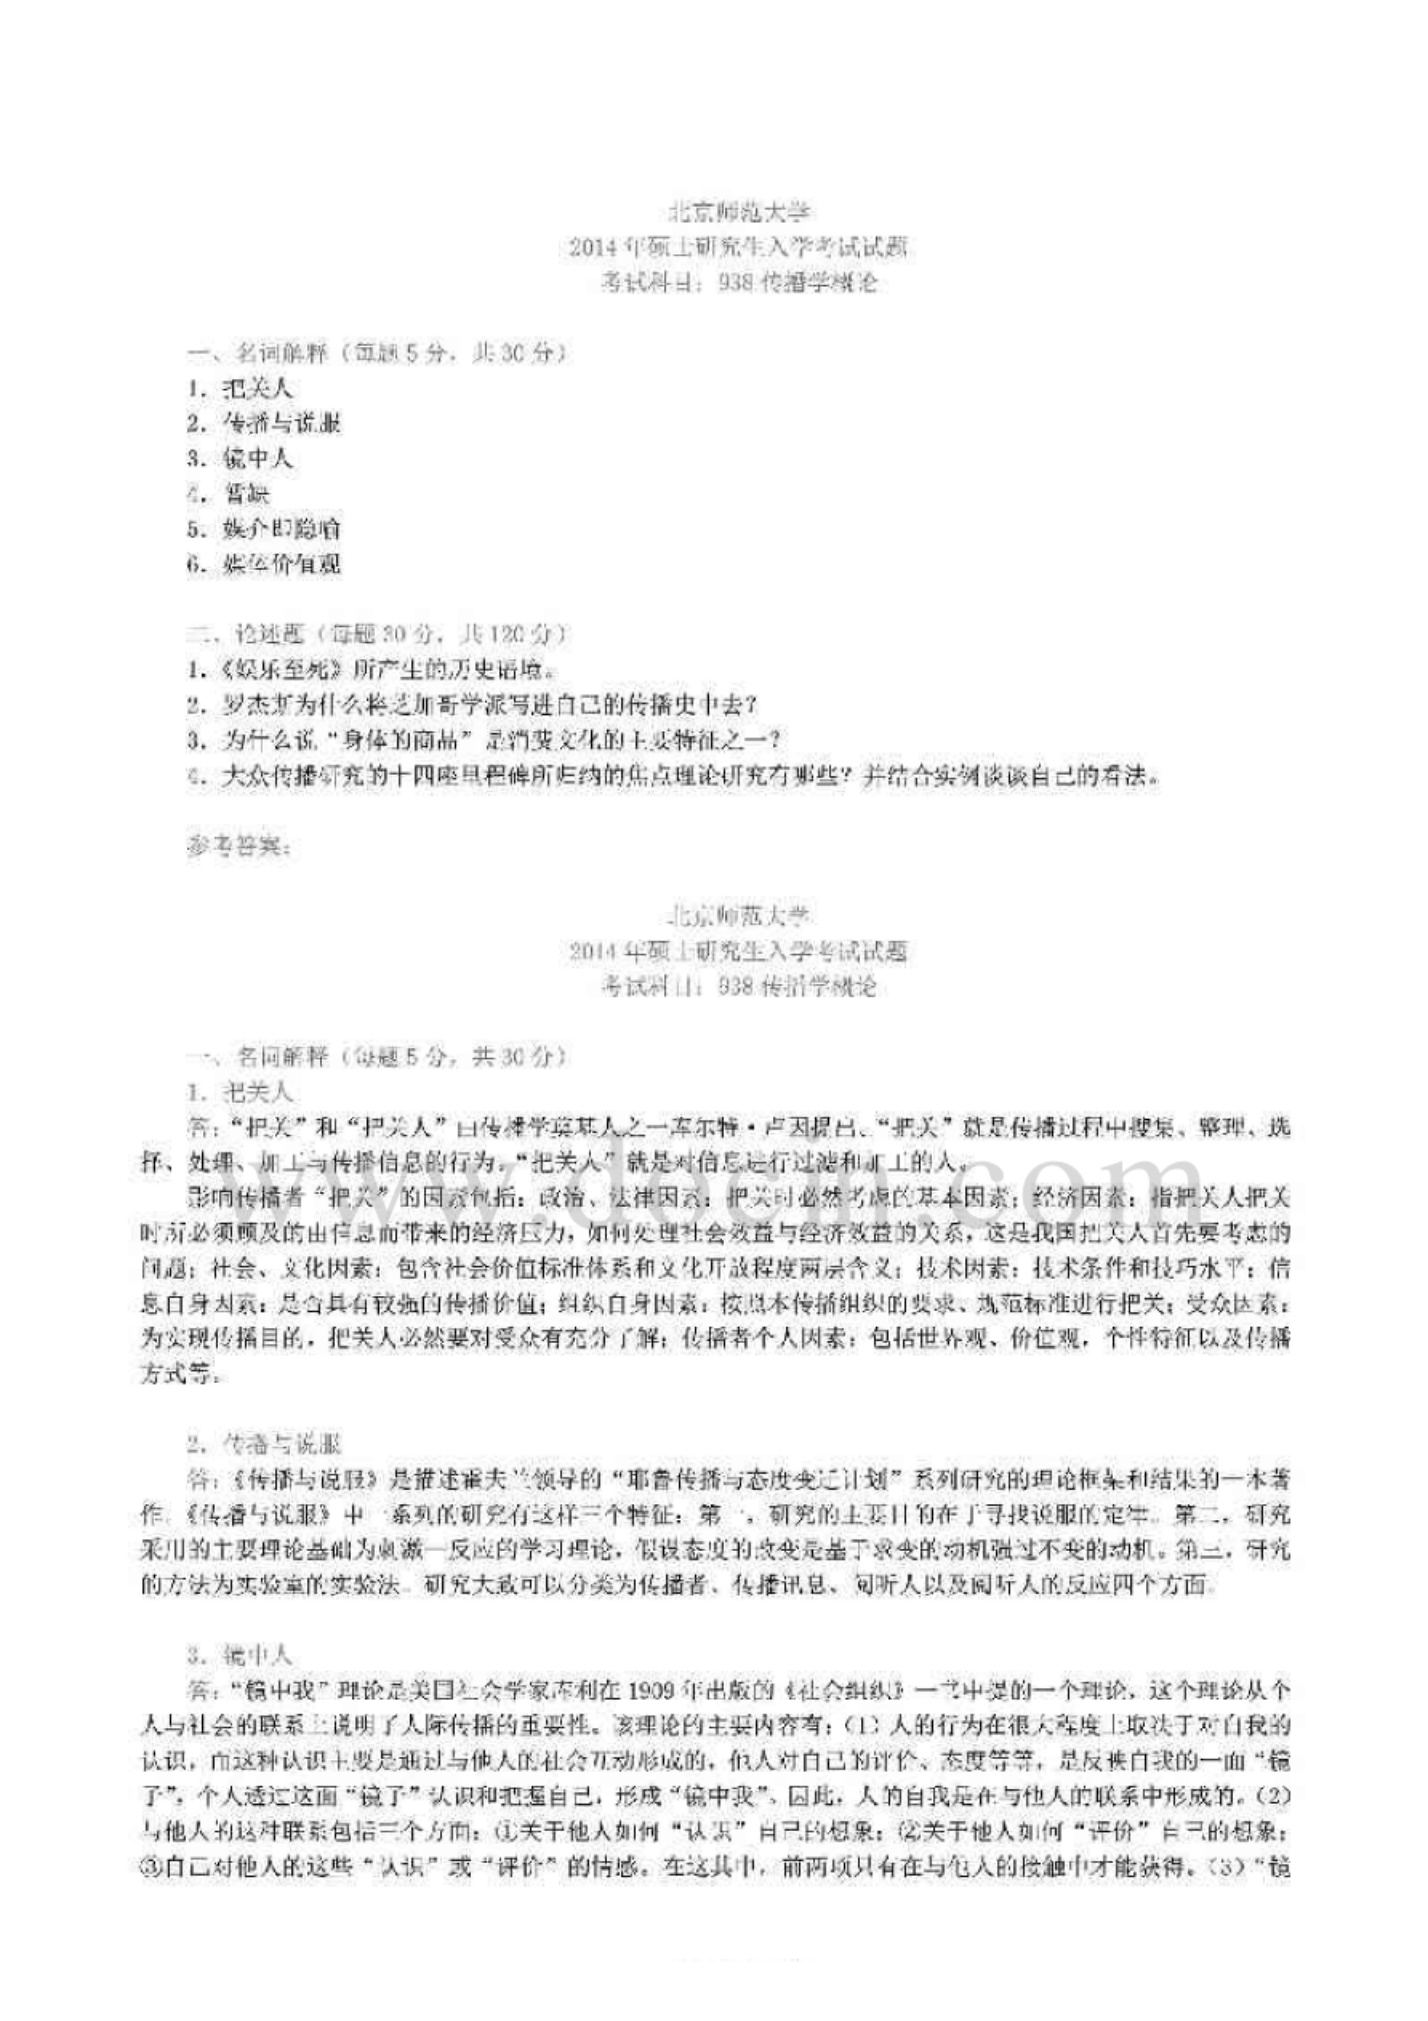 北京师范大学
2014 年硕士研究生入学考试试题
考试科目：938 传播学概论
一、名词解释（每题 5 分，共 30 分）
1．把关人
2．传播与说服
3．镜中人
4．暂缺
5．媒介即隐喻
6．媒体价值观
二、论述题（每题 30 分，共 120 分）
1．《娱乐至死》所产生的历史语境。
2．罗杰斯为什么将芝加哥学派写进自己的传播史中去？
3．为什么说“身体的商品”是消费文化的主要特征之一？
4．大众传播研究的十四座里程碑所归纳的焦点理论研究有哪些？并结合实例谈谈自己的看法。
参考答案：
北京师范大学
2014 年硕士研究生入学考试试题
考试科目：938 传播学概论
一、名词解释（每题 5 分，共 30 分）
1．把关人
答：“把关”和“把关人”由传播学奠基人之一库尔特·卢因提出。“把关”就是传播过程中搜集、整理、选
择、处理、加工与传播信息的行为。“把关人”就是对信息进行过滤和加工的人。
影响传播者“把关”的因素包括：政治、法律因素：把关时必然考虑的基本因素；经济因素：指把关人把关
时所必须顾及的由信息而带来的经济压力，如何处理社会效益与经济效益的关系，这是我国把关人首先要考虑的
问题；社会、文化因素：包含社会价值标准体系和文化开放程度两层含义；技术因素：技术条件和技巧水平；信
息自身因素：是否具有较强的传播价值；组织自身因素：按照本传播组织的要求、规范标准进行把关；受众因素：
为实现传播目的，把关人必然要对受众有充分了解；传播者个人因素：包括世界观、价值观，个性特征以及传播
方式等。
www.docin.com
2．传播与说服
答：《传播与说服》是描述霍夫兰领导的“耶鲁传播与态度变迁计划”系列研究的理论框架和结果的一本著
作。《传播与说服》中一系列的研究有这样三个特征：第一，研究的主要目的在于寻找说服的定律。第二，研究
采用的主要理论基础为刺激—反应的学习理论，假设态度的改变是基于求变的动机强过不变的动机。第三，研究
的方法为实验室的实验法。研究大致可以分类为传播者、传播讯息、阅听人以及阅听人的反应四个方面。
3．镜中人
答：“镜中我”理论是美国社会学家库利在 1909 年出版的《社会组织》一书中提的一个理论，这个理论从个
人与社会的联系上说明了人际传播的重要性。该理论的主要内容有：（1）人的行为在很大程度上取决于对自我的
认识，而这种认识主要是通过与他人的社会互动形成的，他人对自己的评价、态度等等，是反映自我的一面“镜
子”，个人透过这面“镜子”认识和把握自己，形成“镜中我”。因此，人的自我是在与他人的联系中形成的。（2）
与他人的这种联系包括三个方面：①关于他人如何“认识”自己的想象；②关于他人如何“评价”自己的想象；
③自己对他人的这些“认识”或“评价”的情感。在这其中，前两项只有在与他人的接触中才能获得。（3）“镜